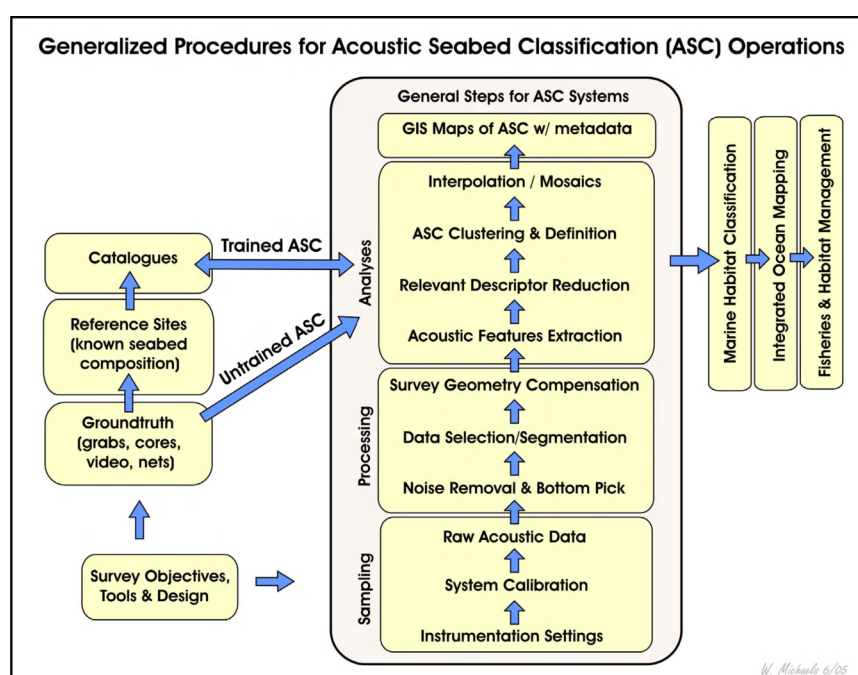 Generalized Procedures for Acoustic Seabed Classification (ASC) Operations
General Steps for ASC Systems
GIS Maps of ASC w/ metadata
Analyses
Interpolation / Mosaics
ASC Clustering & Definition
Relevant Descriptor Reduction
Acoustic Features Extraction
Processing
Survey Geometry Compensation
Data Selection/Segmentation
Noise Removal & Bottom Pick
Sampling
Raw Acoustic Data
System Calibration
Instrumentation Settings
Catalogues
Trained ASC
Reference Sites
(known seabed
composition)
Untrained ASC
Groundtruth
(grabs, cores,
video, nets)
Survey Objectives,
Tools & Design
Marine Habitat Classification
Integrated Ocean Mapping
Fisheries & Habitat Management
W. Michaels 6/05